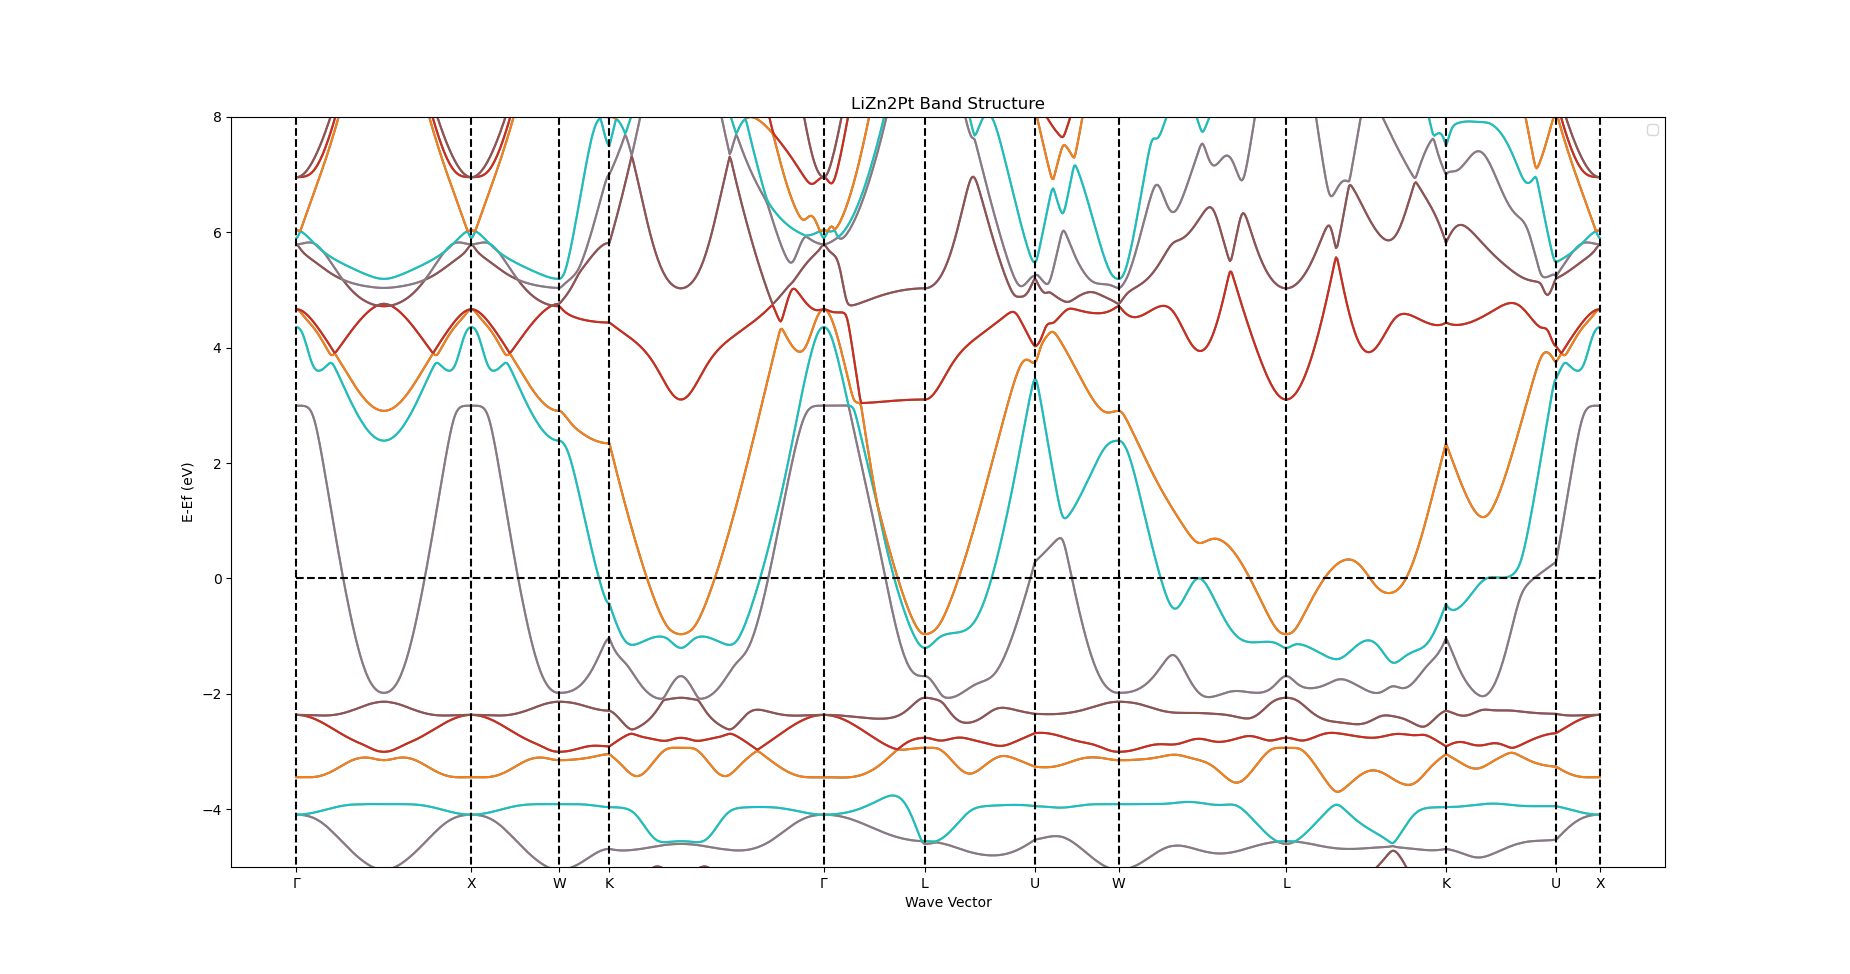 LiZn2Pt Band Structure
8
6
4
2
0
−2
−4
E-Ef (eV)
Γ X W K Γ L U W L K U X
Wave Vector